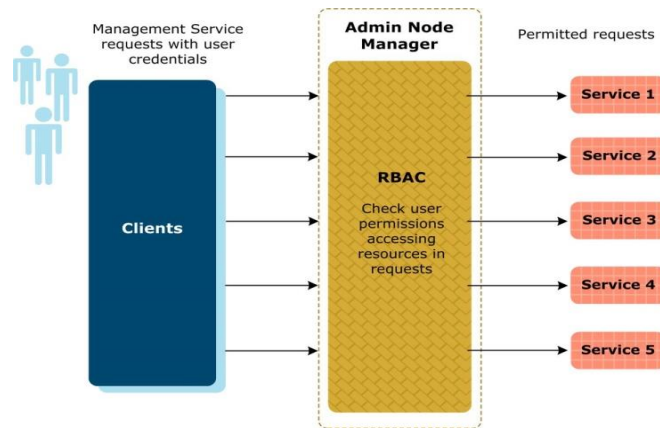 Management Service
requests with user
credentials
Admin Node
Manager
Permitted requests
Clients
RBAC
Check user
permissions
accessing
resources in
requests
Service 1
Service 2
Service 3
Service 4
Service 5